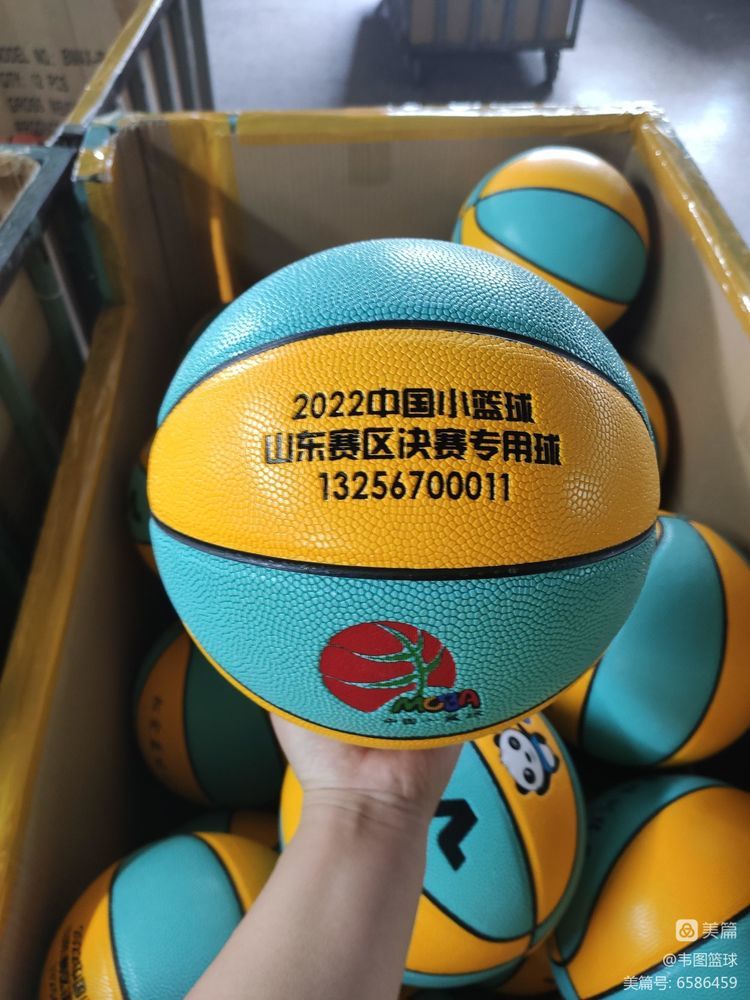 2022中国小篮球
山东赛区决赛专用球
13256700011
MCBA
美篇
@韦图篮球
美篇号: 6586459